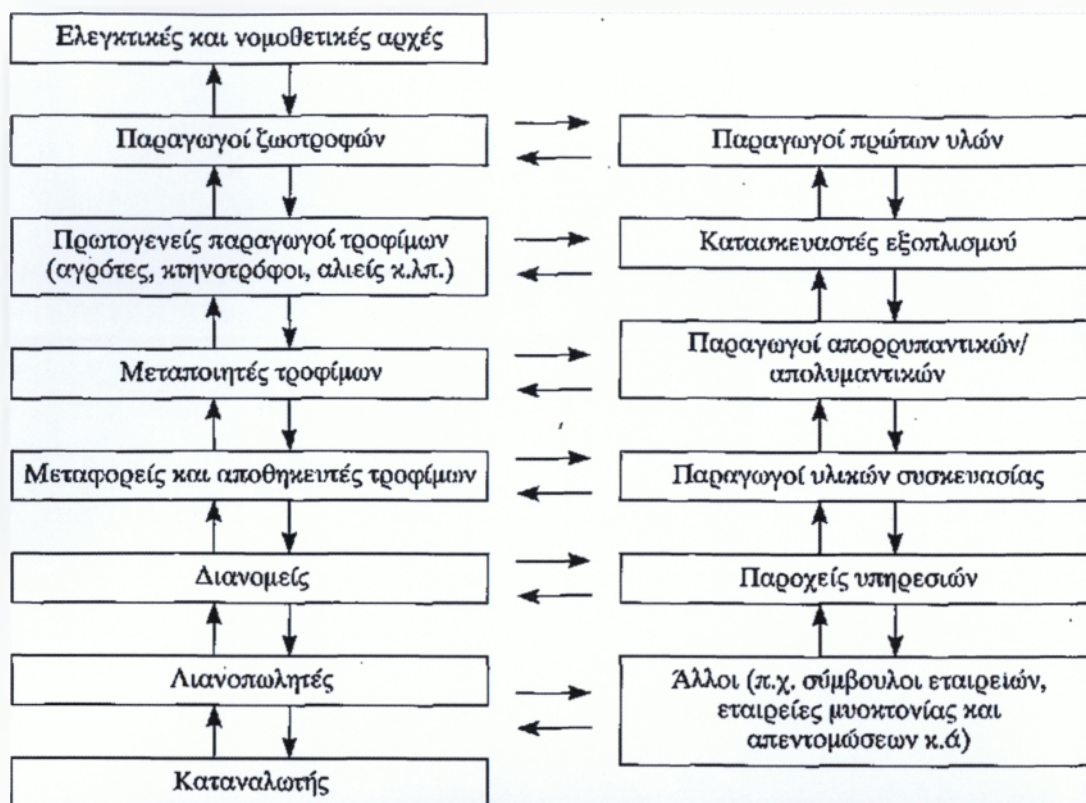 Ελεγκτικές και νομοθετικές αρχές
Παραγωγοί ζωοτροφών
Παραγωγοί πρώτων υλών
Πρωτογενείς παραγωγοί τροφίμων
(αγρότες, κτηνοτρόφοι, αλιείς κ.λπ.)
Κατασκευαστές εξοπλισμού
Μεταποιητές τροφίμων
Παραγωγοί απορρυπαντικών/
απολυμαντικών
Μεταφορείς και αποθηκευτές τροφίμων
Παραγωγοί υλικών συσκευασίας
Διανομείς
Παροχείς υπηρεσιών
Λιανοπωλητές
Άλλοι (π.χ. σύμβουλοι εταιρειών,
εταιρείες μυοκτονίας και
απεντομώσεων κ.ά)
Καταναλωτής